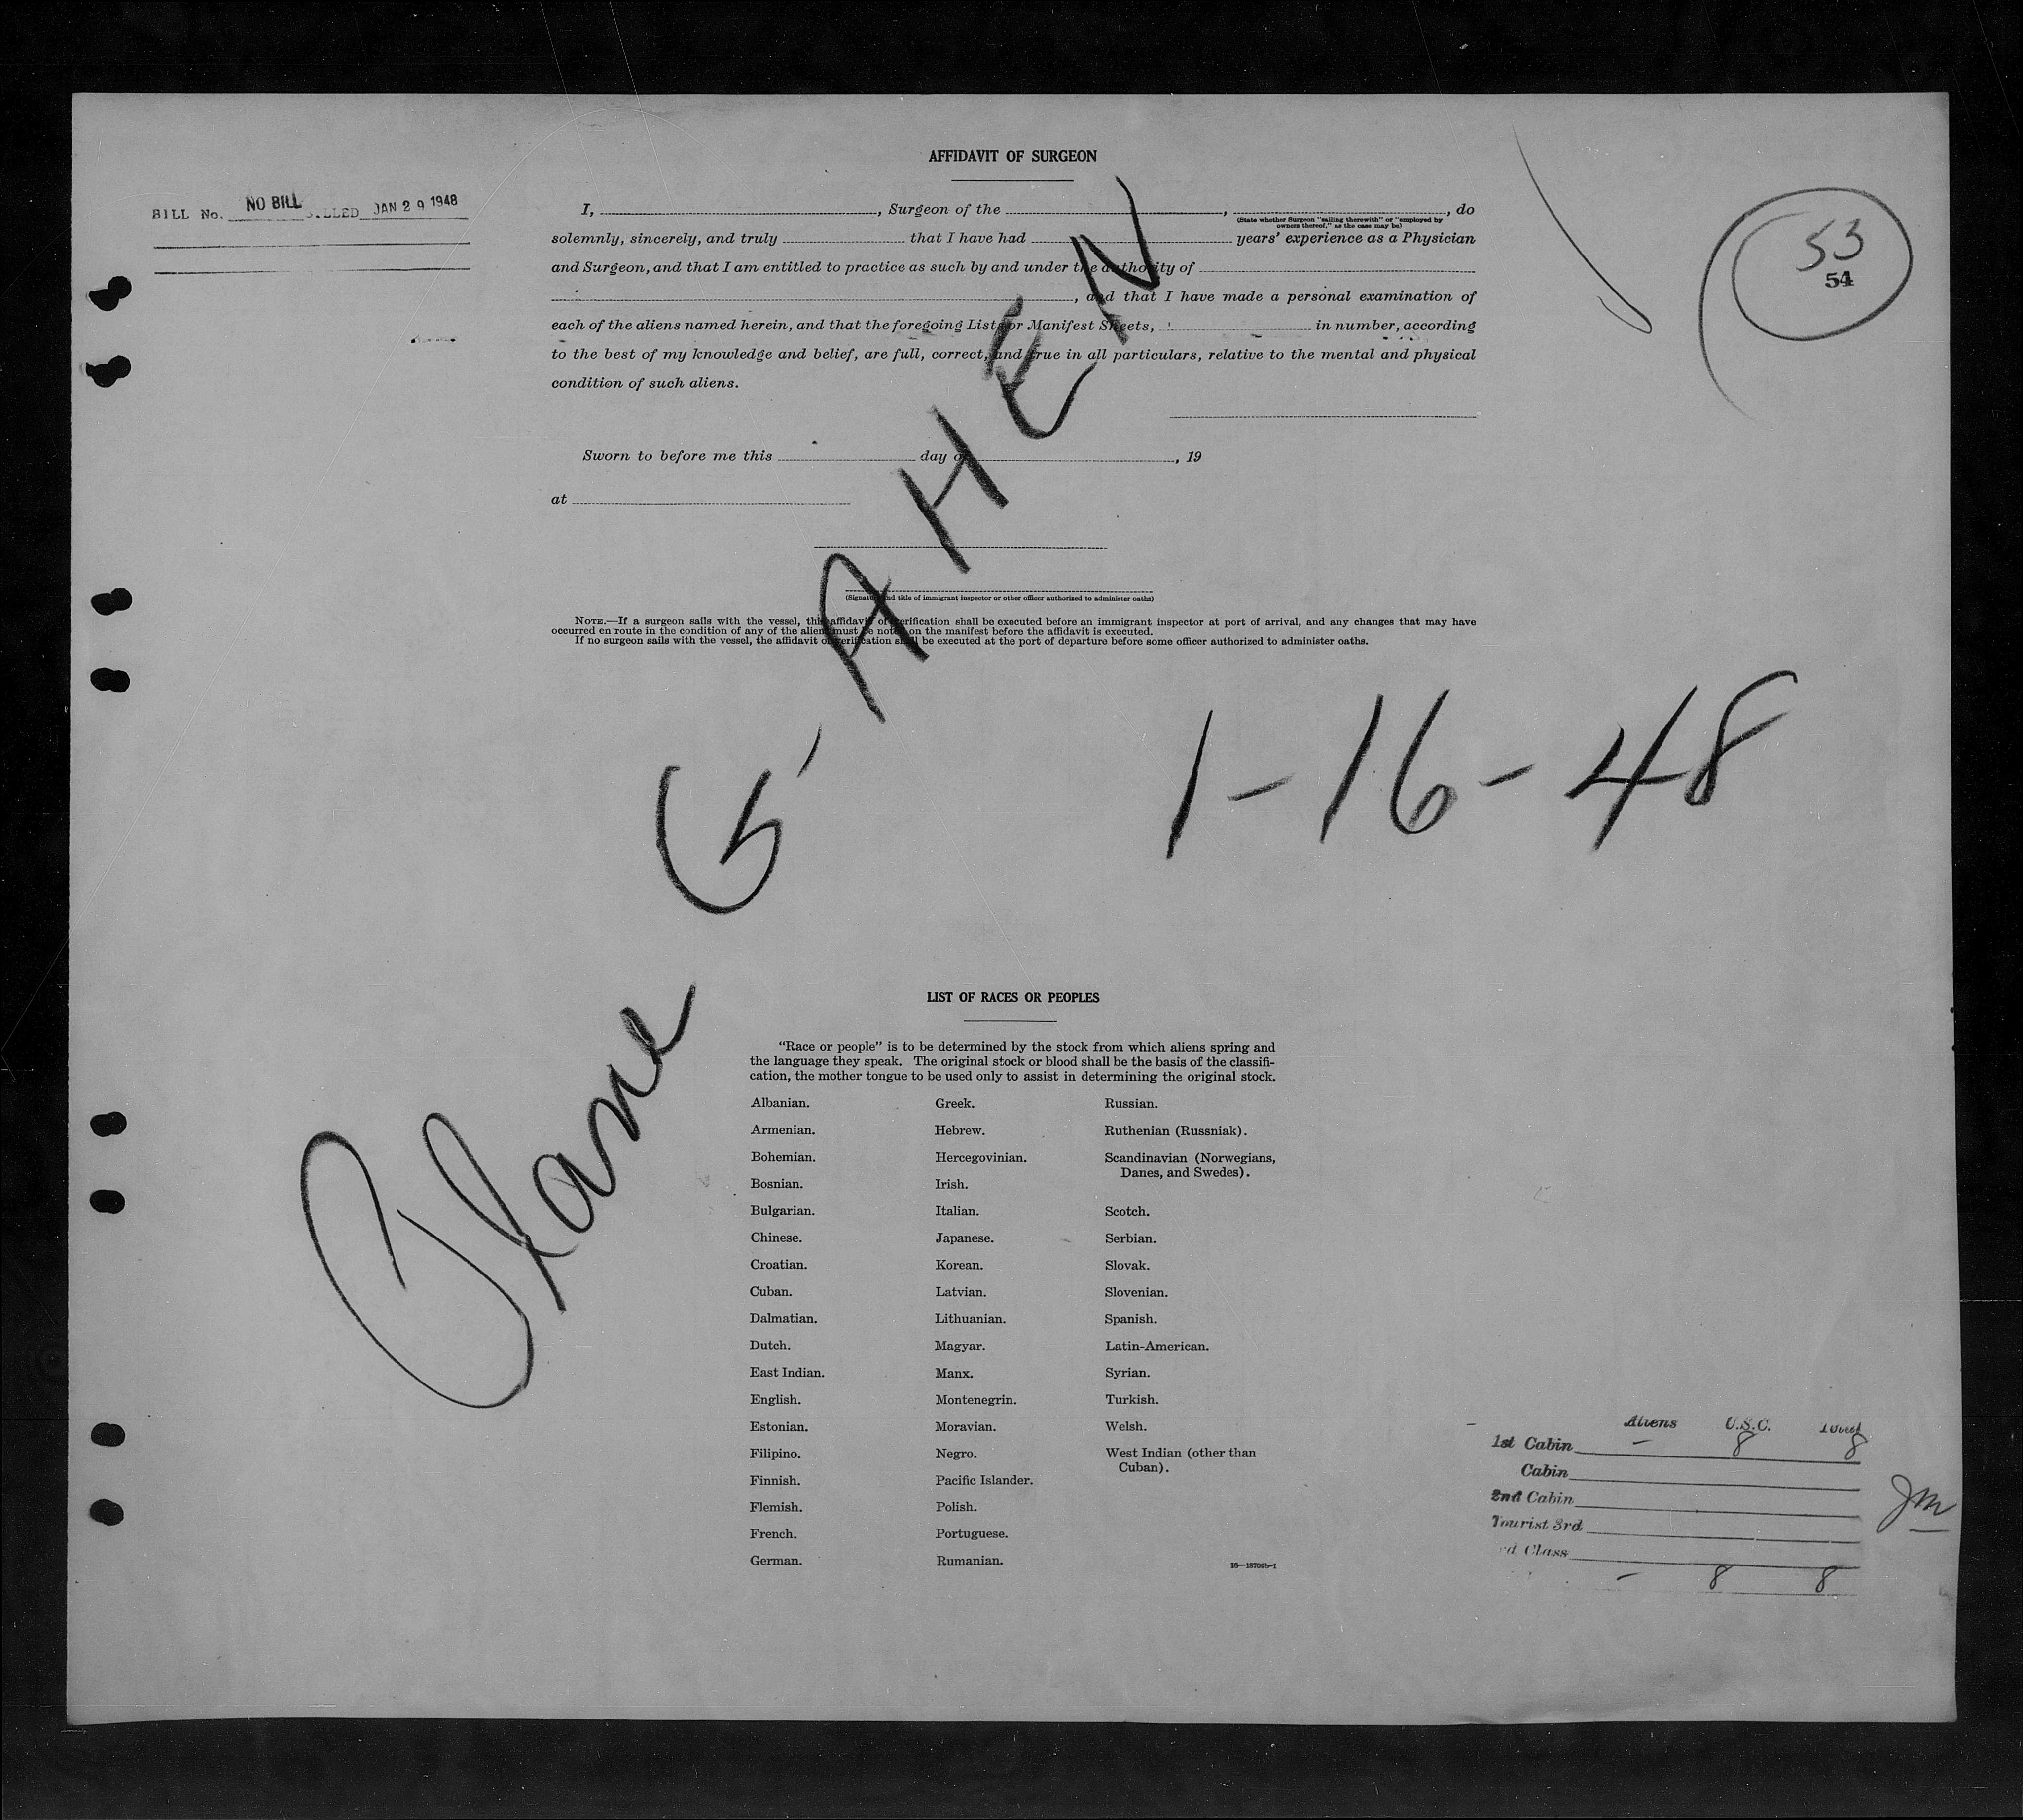 AFFIDAVIT OF SURGEON
BILL No. NO BILL BILLED JAN 29 1948
I, , Surgeon of the , , do
(State whether Surgeon "sailing therewith" or "employed by
owners thereof," as the case may be)
solemnly, sincerely, and truly that I have had years' experience as a Physician
and Surgeon, and that I am entitled to practice as such by and under the authority of
, and that I have made a personal examination of
each of the aliens named herein, and that the foregoing Lists or Manifest Sheets, in number, according
to the best of my knowledge and belief, are full, correct, and true in all particulars, relative to the mental and physical
condition of such aliens.
53
54
Sworn to before me this day of , 19
at
(Signature and title of immigrant inspector or other officer authorized to administer oaths)
NOTE.—If a surgeon sails with the vessel, this affidavit or verification shall be executed before an immigrant inspector at port of arrival, and any changes that may have
occurred en route in the condition of any of the aliens must be noted on the manifest before the affidavit is executed.
If no surgeon sails with the vessel, the affidavit or verification shall be executed at the port of departure before some officer authorized to administer oaths.
Plane G-AHEN
1-16-48
LIST OF RACES OR PEOPLES
"Race or people" is to be determined by the stock from which aliens spring and
the language they speak. The original stock or blood shall be the basis of the classifi-
cation, the mother tongue to be used only to assist in determining the original stock.
Albanian. Greek. Russian.
Armenian. Hebrew. Ruthenian (Russniak).
Bohemian. Hercegovinian. Scandinavian (Norwegians,
Danes, and Swedes).
Bosnian. Irish.
Bulgarian. Italian. Scotch.
Chinese. Japanese. Serbian.
Croatian. Korean. Slovak.
Cuban. Latvian. Slovenian.
Dalmatian. Lithuanian. Spanish.
Dutch. Magyar. Latin-American.
East Indian. Manx. Syrian.
English. Montenegrin. Turkish.
Estonian. Moravian. Welsh.
Filipino. Negro. West Indian (other than
Cuban).
Finnish. Pacific Islander.
Flemish. Polish.
French. Portuguese.
German. Rumanian.
16—18709b-1
Aliens U.S.C. Total
1st Cabin – 8 8
Cabin
2nd Cabin
Tourist 3rd
rd Class
– 8 8
JM